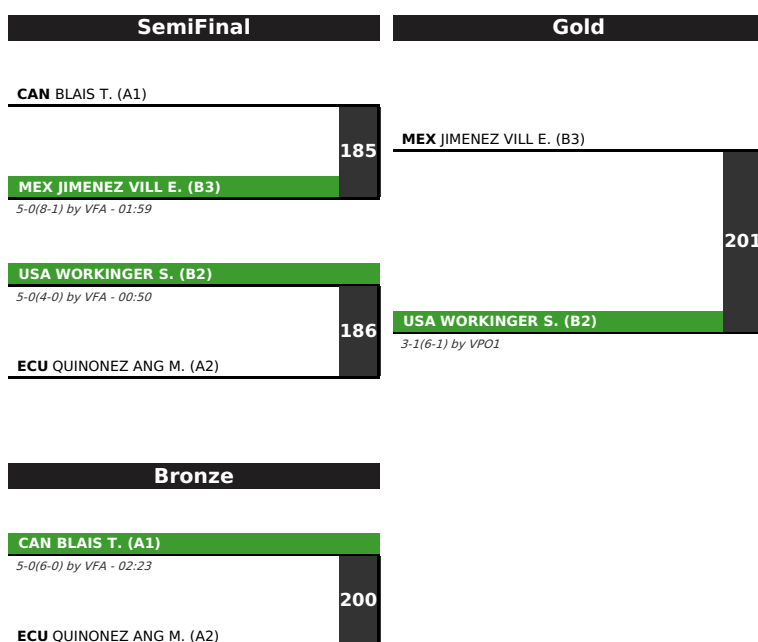 SemiFinal
CAN BLAIS T. (A1)
185
MEX JIMENEZ VILL E. (B3)
5-0(8-1) by VFA - 01:59
USA WORKINGER S. (B2)
5-0(4-0) by VFA - 00:50
186
ECU QUINONEZ ANG M. (A2)
Gold
MEX JIMENEZ VILL E. (B3)
201
USA WORKINGER S. (B2)
3-1(6-1) by VPO1
Bronze
CAN BLAIS T. (A1)
5-0(6-0) by VFA - 02:23
200
ECU QUINONEZ ANG M. (A2)